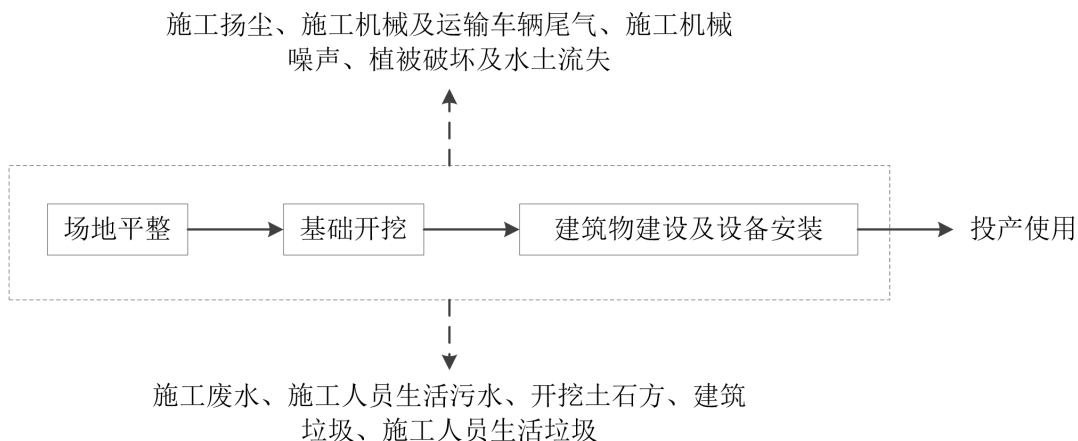 施工扬尘、施工机械及运输车辆尾气、施工机械
噪声、植被破坏及水土流失
场地平整
基础开挖
建筑物建设及设备安装
投产使用
施工废水、施工人员生活污水、开挖土石方、建筑
垃圾、施工人员生活垃圾